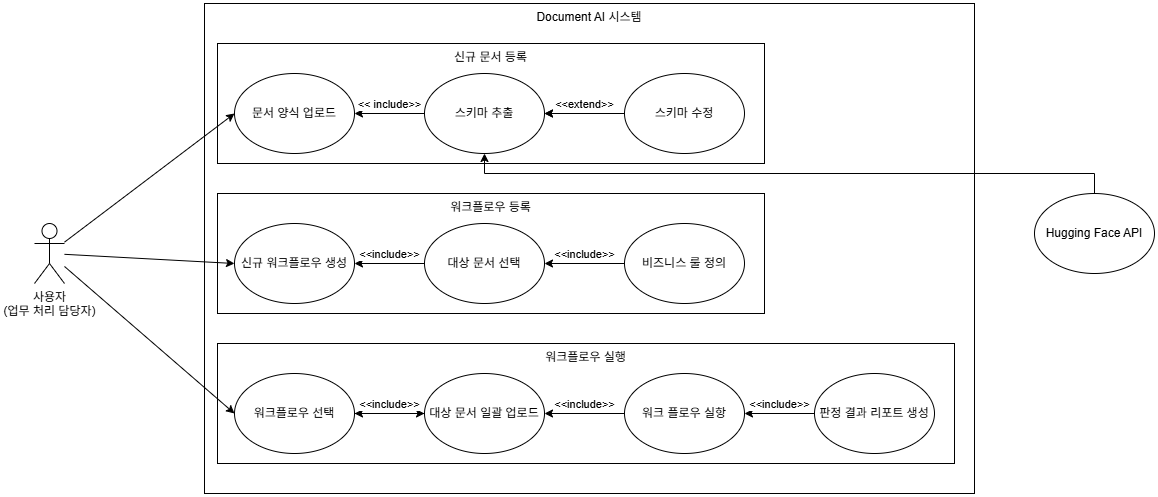 Document AI 시스템
신규 문서 등록
문서 양식 업로드
<< include>>
스키마 추출
<<extend>>
스키마 수정
워크플로우 등록
신규 워크플로우 생성
<<include>>
대상 문서 선택
<<include>>
비즈니스 룰 정의
Hugging Face API
사용자
(업무 처리 담당자)
워크플로우 실행
워크플로우 선택
<<include>>
대상 문서 일괄 업로드
<<include>>
워크 플로우 실항
<<include>>
판정 결과 리포트 생성